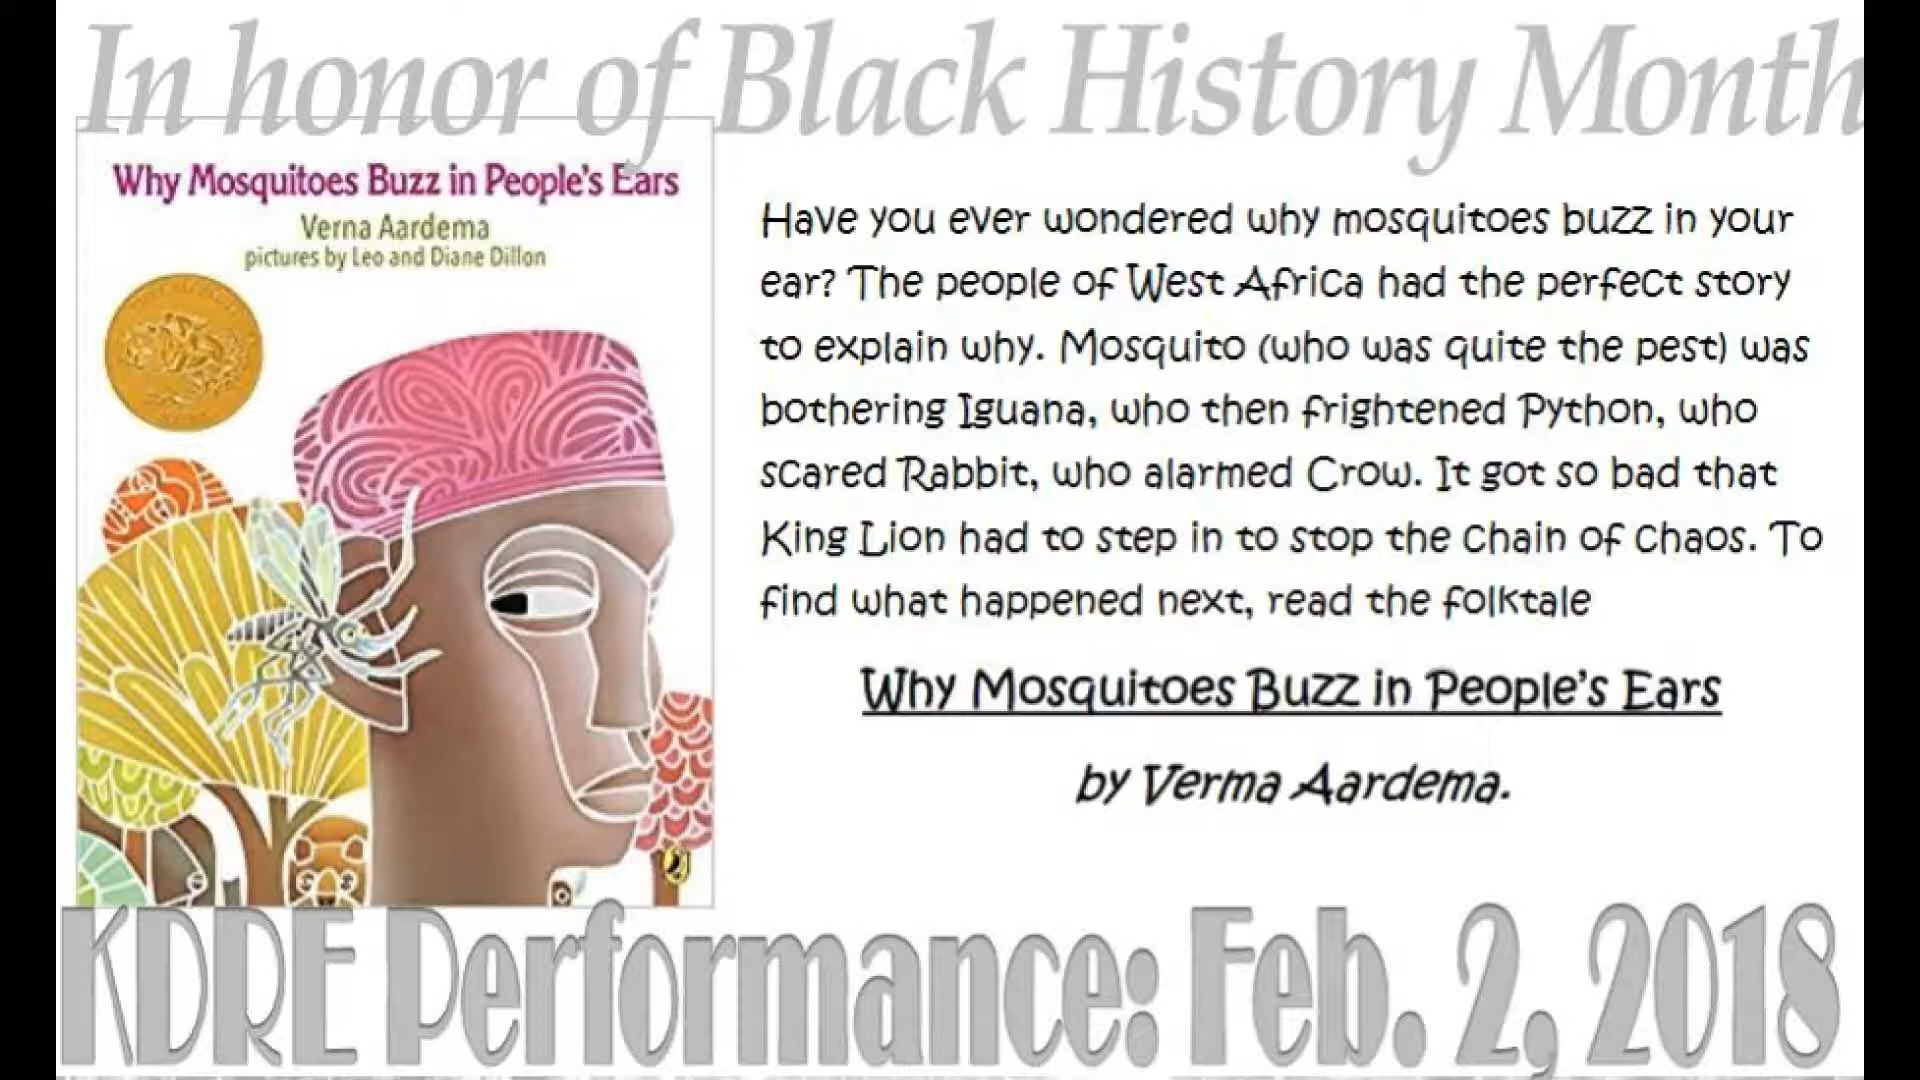 In honor of Black History Month
Why Mosquitoes Buzz in People's Ears
Verna Aardema
pictures by Leo and Diane Dillon
Have you ever wondered why mosquitoes buzz in your
ear? The people of West Africa had the perfect story
to explain why. Mosquito (who was quite the pest) was
bothering Iguana, who then frightened Python, who
scared Rabbit, who alarmed Crow. It got so bad that
King Lion had to step in to stop the chain of chaos. To
find what happened next, read the folktale
Why Mosquitoes Buzz in People's Ears
by Verma Aardema.
KDRE Performance: Feb. 2, 2018